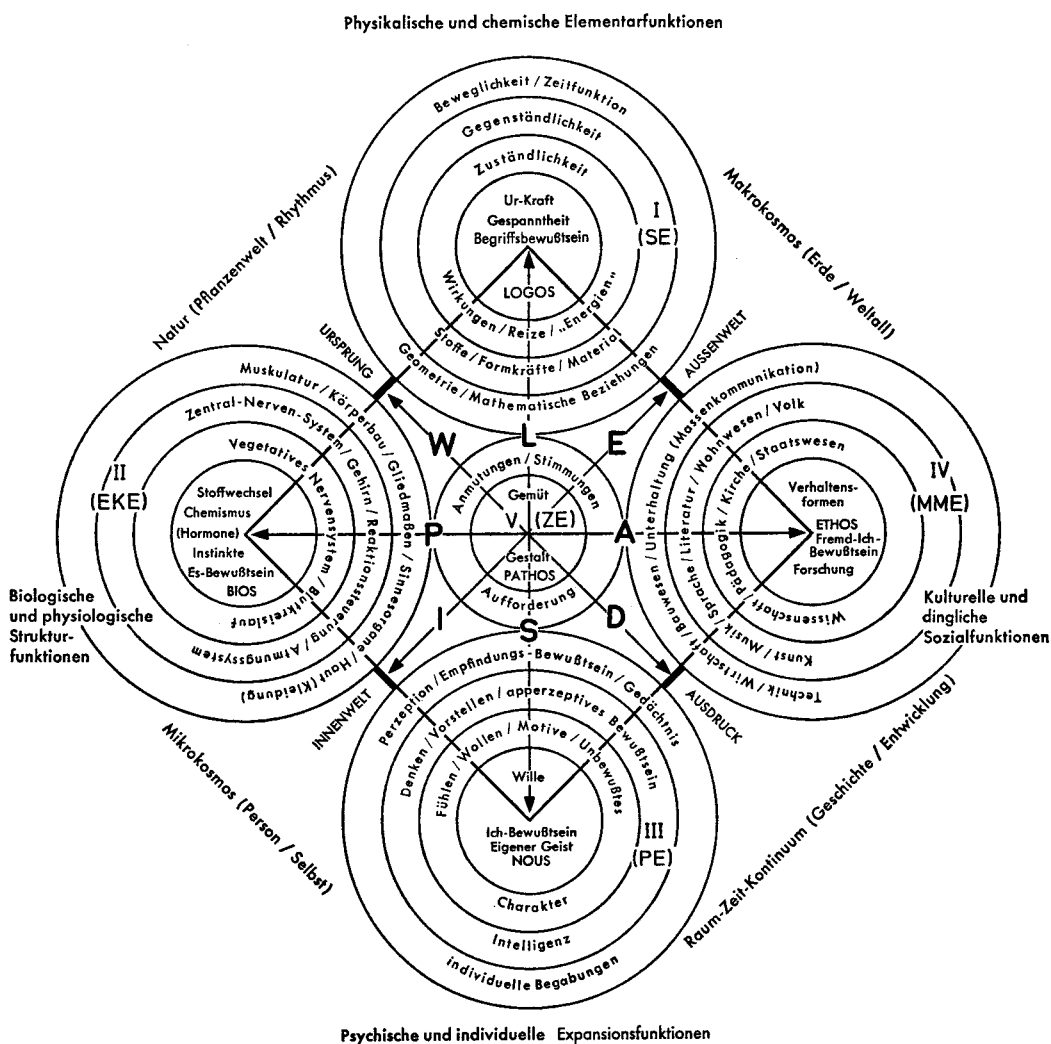 Physikalische und chemische Elementarfunktionen
Beweglichkeit / Zeitfunktion
Gegenständlichkeit
Zuständlichkeit
Ur-Kraft
Gespanntheit
Begriffsbewußtsein
I
(SE)
LOGOS
Wirkungen / Reize / „Energien"
Stoffe / Formkräfte / Material
Geometrie / Mathematische Beziehungen
Natur (Pflanzenwelt / Rhythmus)
Makrokosmos (Erde / Weltall)
URSPRUNG
AUSSENWELT
W
L
E
Muskulatur / Körperbau / Gliedmaßen / Sinnesorgane / Haut (Kleidung)
Zentral-Nerven-System / Gehirn / Reaktionssteuerung / Atmungssystem
Vegetatives Nervensystem / Blutkreislauf
II
(EKE)
Stoffwechsel
Chemismus
(Hormone)
Instinkte
Es-Bewußtsein
BIOS
Biologische
und physiologische
Struktur-
funktionen
Anmutungen / Stimmungen
Gemüt
V
(ZE)
P
A
Gestalt
PATHOS
Aufforderung
I
S
D
Technik / Wirtschaft / Bauwesen / Unterhaltung (Massenkommunikation)
Kunst / Musik / Sprache / Literatur / Wohnwesen / Volk
Wissenschaft / Pädagogik / Kirche / Staatswesen
IV
(MME)
Verhaltens-
formen
ETHOS
Fremd-Ich-
Bewußtsein
Forschung
Kulturelle und
dingliche
Sozialfunktionen
INNENWELT
AUSDRUCK
Mikrokosmos (Person / Selbst)
Raum-Zeit-Kontinuum (Geschichte / Entwicklung)
Perzeption / Empfindungs-Bewußtsein / Gedächtnis
Denken / Vorstellen / apperzeptives Bewußtsein
Fühlen / Wollen / Motive / Unbewußtes
Wille
Ich-Bewußtsein
Eigener Geist
NOUS
III
(PE)
Charakter
Intelligenz
individuelle Begabungen
Psychische und individuelle Expansionsfunktionen